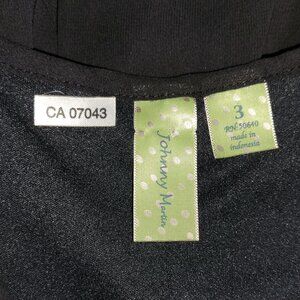 CA 07043
Johnny Martin
3
RN:50640
made in
indonesia